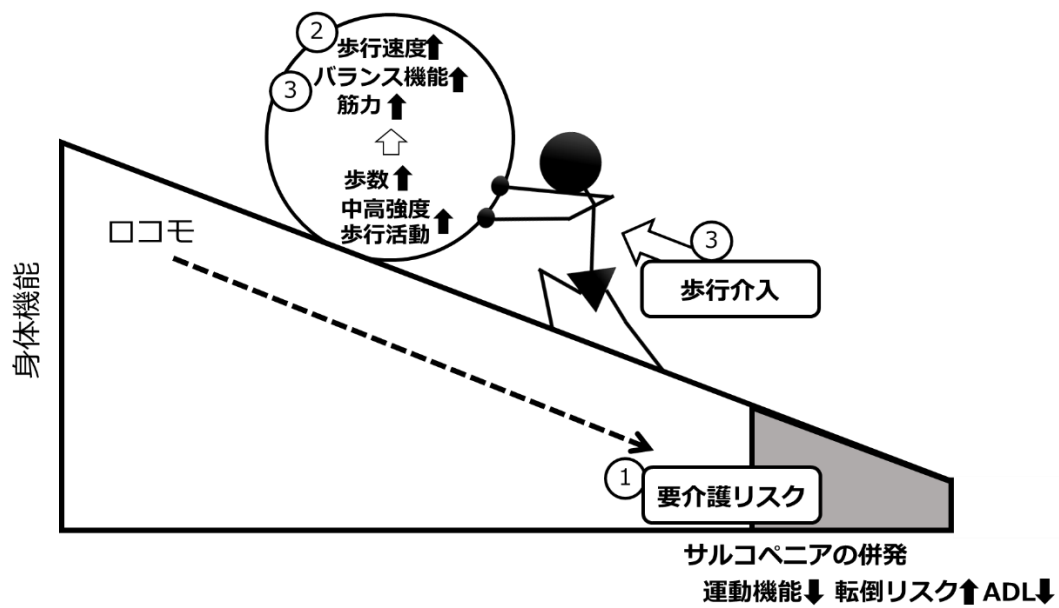 ②
歩行速度⬆
バランス機能⬆
③
筋力⬆
歩数⬆
中高強度
歩行活動⬆
ロコモ
③
歩行介入
身体機能
①
要介護リスク
サルコペニアの併発
運動機能⬇ 転倒リスク⬆ADL⬇